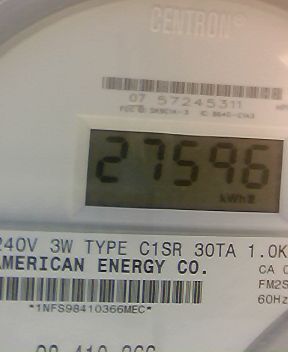 CENTRON®
07 57245311
27596
kWh
240V 3W TYPE C1SR 30TA 1.0K
AMERICAN ENERGY CO.
CA
FM2S
60Hz
*1NFS98410366MEC*